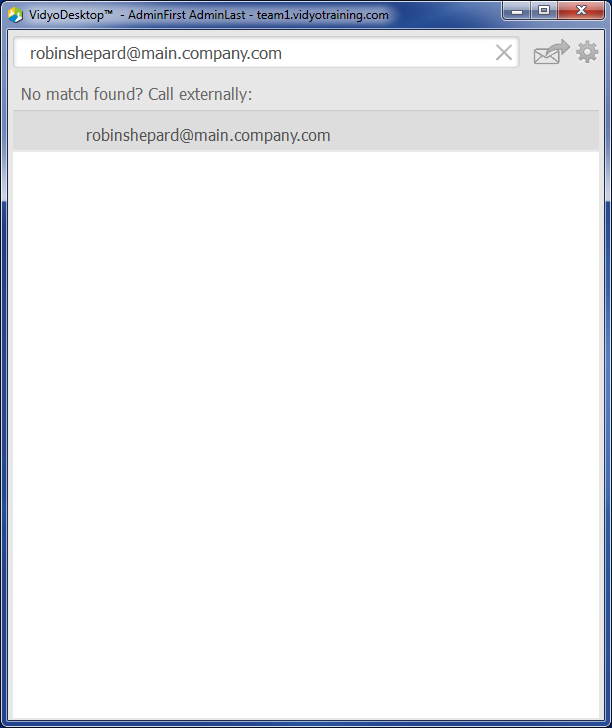 VidyoDesktop™ - AdminFirst AdminLast - team1.vidyotraining.com
robinshepard@main.company.com
No match found? Call externally:
robinshepard@main.company.com